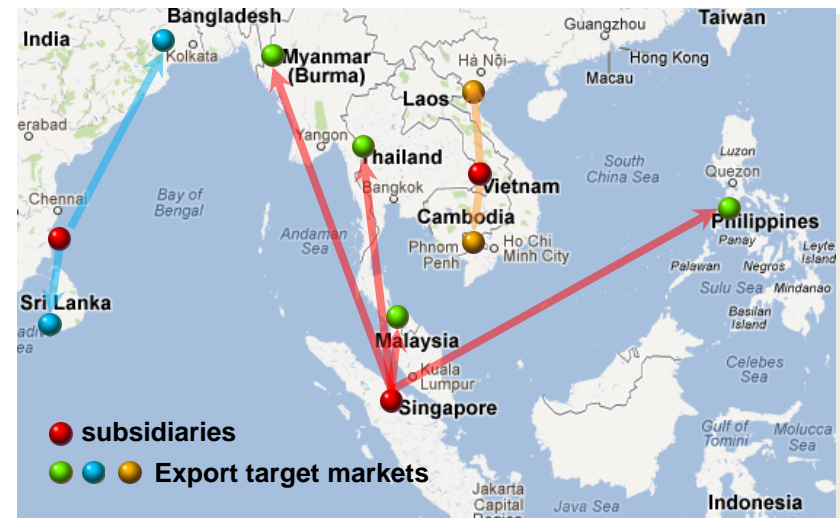 Bangladesh
Taiwan
India
Kolkata
Myanmar
(Burma)
Guangzhou
Hong Kong
Macau
Hà Nội
Laos
erabad
Yangon
Thailand
Bangkok
South
China Sea
Luzon
Quezon
Vietnam
Chennai
Bay of
Bengal
Andaman
Sea
Cambodia
Phnom
Penh
Ho Chi
Minh City
Philippines
Panay
Leyte
Island
Palawan
Negros
Mindanao
Sulu Sea
Basilan
Island
Sri Lanka
ea
Malaysia
Kuala
Lumpur
Celebes
Sea
Singapore
subsidiaries
Export target markets
Gulf of
Tomini
Molucca
Sea
Jakarta
Capital
Java Sea
Indonesia